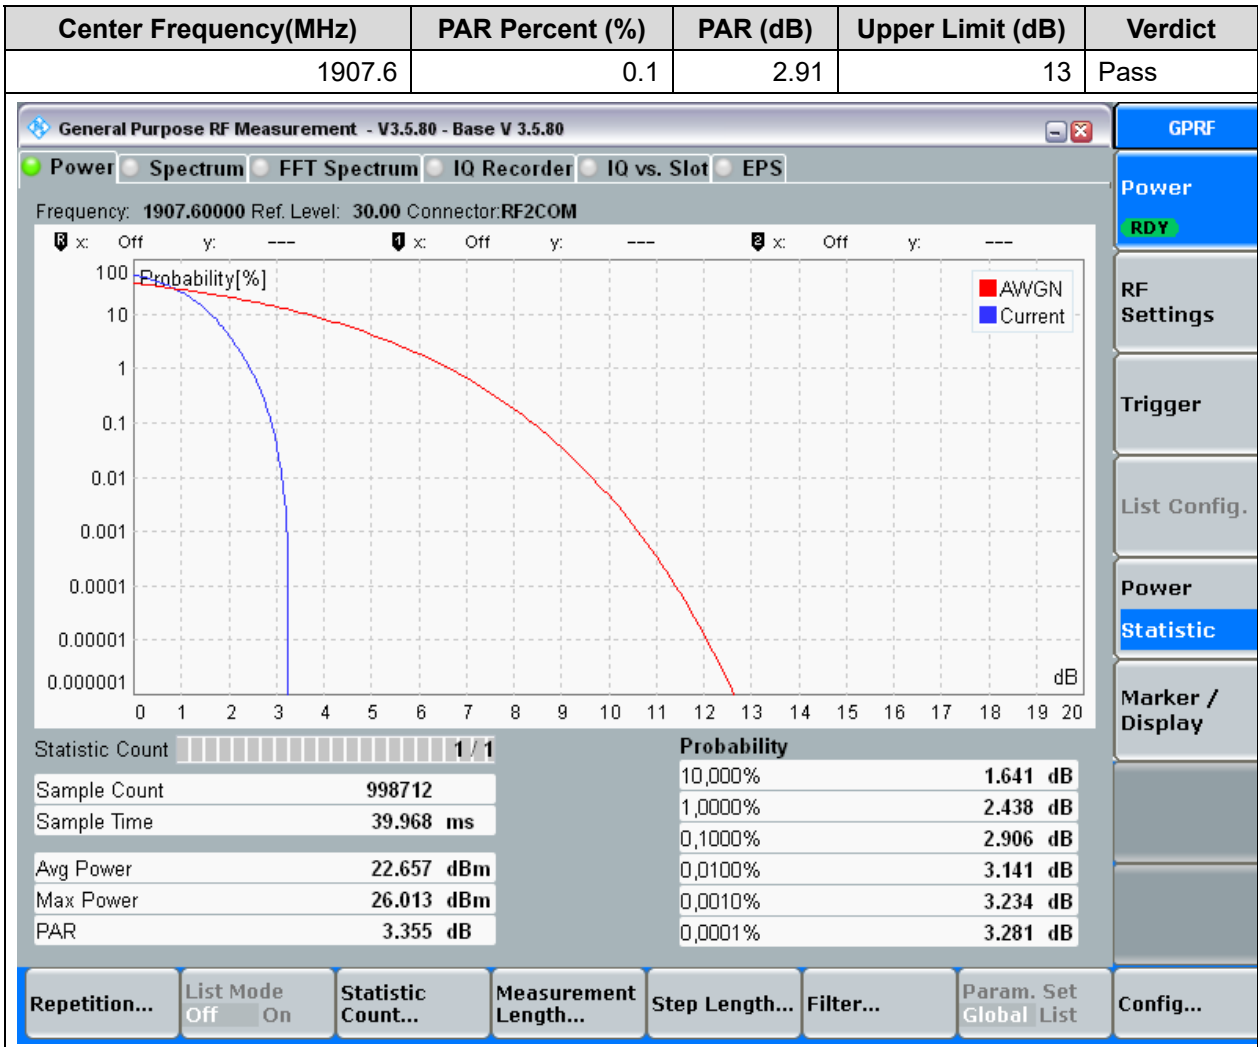 Center Frequency(MHz) PAR Percent (%) PAR (dB) Upper Limit (dB) Verdict
1907.6 0.1 2.91 13 Pass
General Purpose RF Measurement - V3.5.80 - Base V 3.5.80
GPRF
Power Spectrum FFT Spectrum IQ Recorder IQ vs. Slot EPS
Frequency: 1907.60000 Ref. Level: 30.00 Connector:RF2COM
R x: Off y: --- 1 x: Off y: --- 2 x: Off y: ---
Probability[%]
AWGN
Current
100
10
1
0.1
0.01
0.001
0.0001
0.00001
0.000001
dB
0 1 2 3 4 5 6 7 8 9 10 11 12 13 14 15 16 17 18 19 20
Statistic Count 1 / 1
Sample Count 998712
Sample Time 39.968 ms
Avg Power 22.657 dBm
Max Power 26.013 dBm
PAR 3.355 dB
Probability
10,000% 1.641 dB
1,0000% 2.438 dB
0,1000% 2.906 dB
0,0100% 3.141 dB
0,0010% 3.234 dB
0,0001% 3.281 dB
Power
RDY
RF
Settings
Trigger
List Config.
Power
Statistic
Marker /
Display
Repetition...
List Mode
Off On
Statistic
Count...
Measurement
Length...
Step Length...
Filter...
Param. Set
Global List
Config...